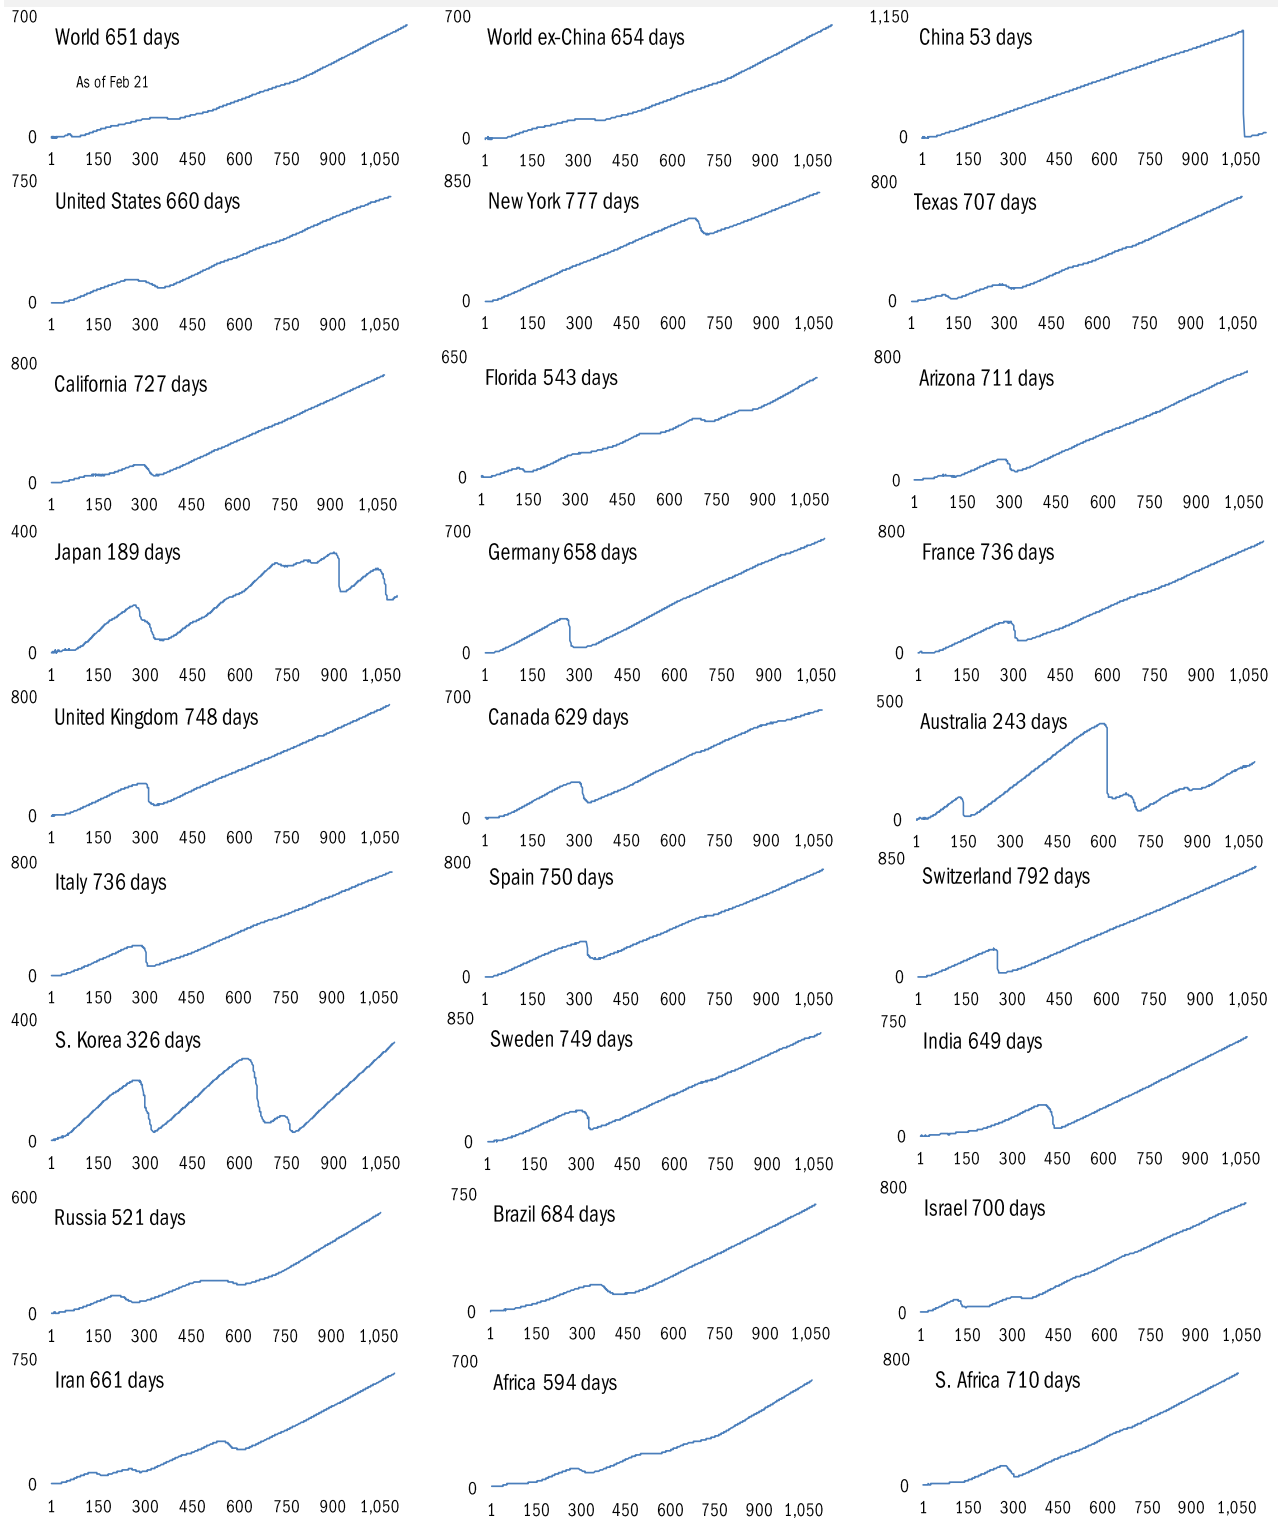 700 700 1,150
World 651 days World ex-China 654 days China 53 days
As of Feb 21
0 0 0
1 150 300 450 600 750 900 1,050 1 150 300 450 600 750 900 1,050 1 150 300 450 600 750 900 1,050
750 850 800
United States 660 days New York 777 days Texas 707 days
0 0 0
1 150 300 450 600 750 900 1,050 1 150 300 450 600 750 900 1,050 1 150 300 450 600 750 900 1,050
800 650 800
California 727 days Florida 543 days Arizona 711 days
0 0 0
1 150 300 450 600 750 900 1,050 1 150 300 450 600 750 900 1,050 1 150 300 450 600 750 900 1,050
400 700 800
Japan 189 days Germany 658 days France 736 days
0 0 0
1 150 300 450 600 750 900 1,050 1 150 300 450 600 750 900 1,050 1 150 300 450 600 750 900 1,050
800 700 500
United Kingdom 748 days Canada 629 days Australia 243 days
0 0 0
1 150 300 450 600 750 900 1,050 1 150 300 450 600 750 900 1,050 1 150 300 450 600 750 900 1,050
800 800 850
Italy 736 days Spain 750 days Switzerland 792 days
0 0 0
1 150 300 450 600 750 900 1,050 1 150 300 450 600 750 900 1,050 1 150 300 450 600 750 900 1,050
400 850 750
S. Korea 326 days Sweden 749 days India 649 days
0 0 0
1 150 300 450 600 750 900 1,050 1 150 300 450 600 750 900 1,050 1 150 300 450 600 750 900 1,050
600 750 800
Russia 521 days Brazil 684 days Israel 700 days
0 0 0
1 150 300 450 600 750 900 1,050 1 150 300 450 600 750 900 1,050 1 150 300 450 600 750 900 1,050
750 700 800
Iran 661 days Africa 594 days S. Africa 710 days
0 0 0
1 150 300 450 600 750 900 1,050 1 150 300 450 600 750 900 1,050 1 150 300 450 600 750 900 1,050